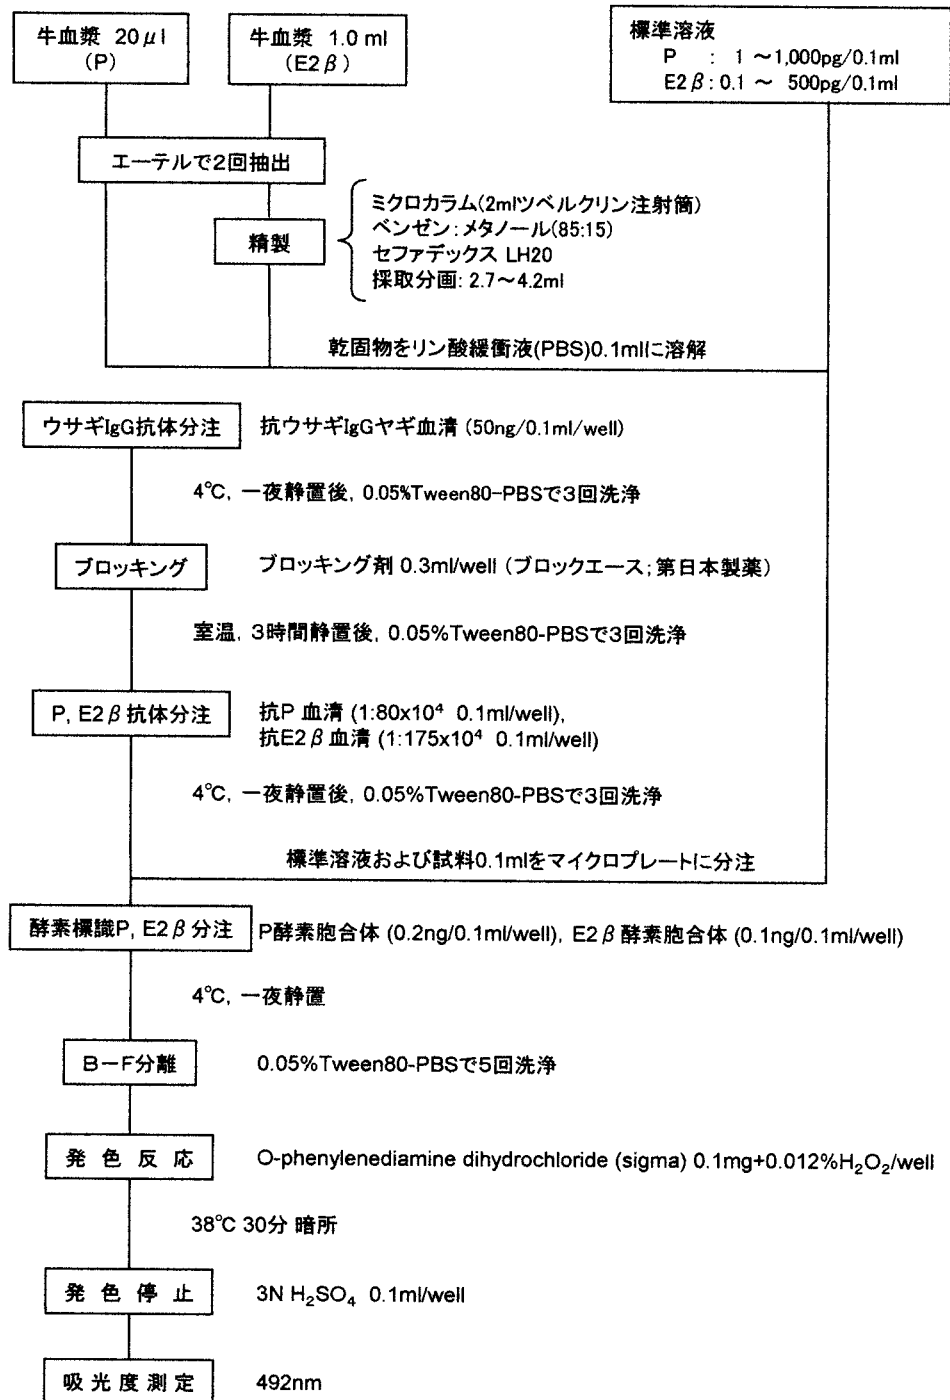 牛血漿 20μl
(P)
牛血漿 1.0 ml
(E2β)
標準溶液
P : 1 ~1,000pg/0.1ml
E2β: 0.1 ~ 500pg/0.1ml
エーテルで2回抽出
精製
ミクロカラム(2mlツベルクリン注射筒)
ベンゼン:メタノール(85:15)
セファデックス LH20
採取分画: 2.7~4.2ml
乾固物をリン酸緩衝液(PBS)0.1mlに溶解
ウサギIgG抗体分注 抗ウサギIgGヤギ血清 (50ng/0.1ml/well)
4℃, 一夜静置後, 0.05%Tween80-PBSで3回洗浄
ブロッキング ブロッキング剤 0.3ml/well (ブロックエース;第日本製薬)
室温, 3時間静置後, 0.05%Tween80-PBSで3回洗浄
P, E2β抗体分注 抗P 血清 (1:80x10⁴ 0.1ml/well),
抗E2β血清 (1:175x10⁴ 0.1ml/well)
4℃, 一夜静置後, 0.05%Tween80-PBSで3回洗浄
標準溶液および試料0.1mlをマイクロプレートに分注
酵素標識P, E2β分注 P酵素胞合体 (0.2ng/0.1ml/well), E2β酵素胞合体 (0.1ng/0.1ml/well)
4℃, 一夜静置
B-F分離 0.05%Tween80-PBSで5回洗浄
発色反応 O-phenylenediamine dihydrochloride (sigma) 0.1mg+0.012%H₂O₂/well
38℃ 30分 暗所
発色停止 3N H₂SO₄ 0.1ml/well
吸光度測定 492nm